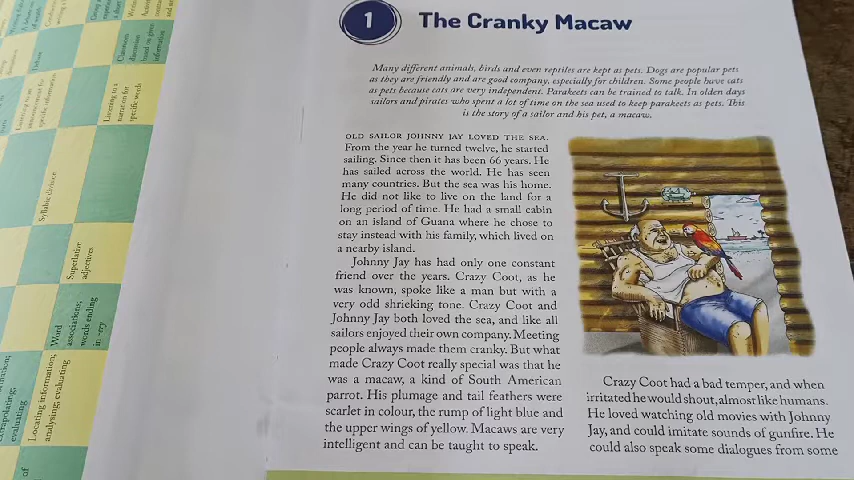 1 The Cranky Macaw
Many different animals, birds and even reptiles are kept as pets. Dogs are popular pets
as they are friendly and are good company, especially for children. Some people have cats
as pets because cats are very independent. Parakeets can be trained to talk. In olden days
sailors and pirates who spent a lot of time on the sea used to keep parakeets as pets. This
is the story of a sailor and his pet, a macaw.
OLD SAILOR JOHNNY JAY LOVED THE SEA.
From the year he turned twelve, he started
sailing. Since then it has been 66 years. He
has sailed across the world. He has seen
many countries. But the sea was his home.
He did not like to live on the land for a
long period of time. He had a small cabin
on an island of Guana where he chose to
stay instead with his family, which lived on
a nearby island.
Johnny Jay has had only one constant
friend over the years. Crazy Coot, as he
was known, spoke like a man but with a
very odd shrieking tone. Crazy Coot and
Johnny Jay both loved the sea, and like all
sailors enjoyed their own company. Meeting
people always made them cranky. But what
made Crazy Coot really special was that he
was a macaw, a kind of South American
parrot. His plumage and tail feathers were
scarlet in colour, the rump of light blue and
the upper wings of yellow. Macaws are very
intelligent and can be taught to speak.
Crazy Coot had a bad temper, and when
irritated he would shout, almost like humans.
He loved watching old movies with Johnny
Jay, and could imitate sounds of gunfire. He
could also speak some dialogues from some
Listening to a
narration for
specific words
Syllable division
Superlative
adjectives
Word
associations;
words ending
in -ery
Locating information;
analysing; evaluating